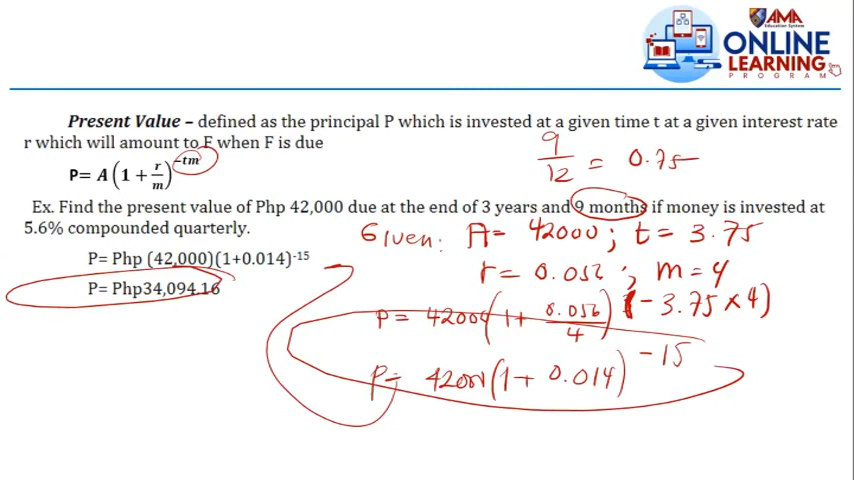 AMA
Education System
ONLINE
LEARNING
PROGRAM
Present Value – defined as the principal P which is invested at a given time t at a given interest rate
r which will amount to F when F is due
P= A(1 + r/m)^-tm
9/12 = 0.75
Ex. Find the present value of Php 42,000 due at the end of 3 years and 9 months if money is invested at
5.6% compounded quarterly.
Given: A= 42000 ; t = 3.75
r = 0.056 ; m = 4
P= Php (42,000)(1+0.014)^-15
P= Php34,094.16
P = 42000(1+ 0.056/4)(-3.75×4)
P= 42000(1+ 0.014)^-15